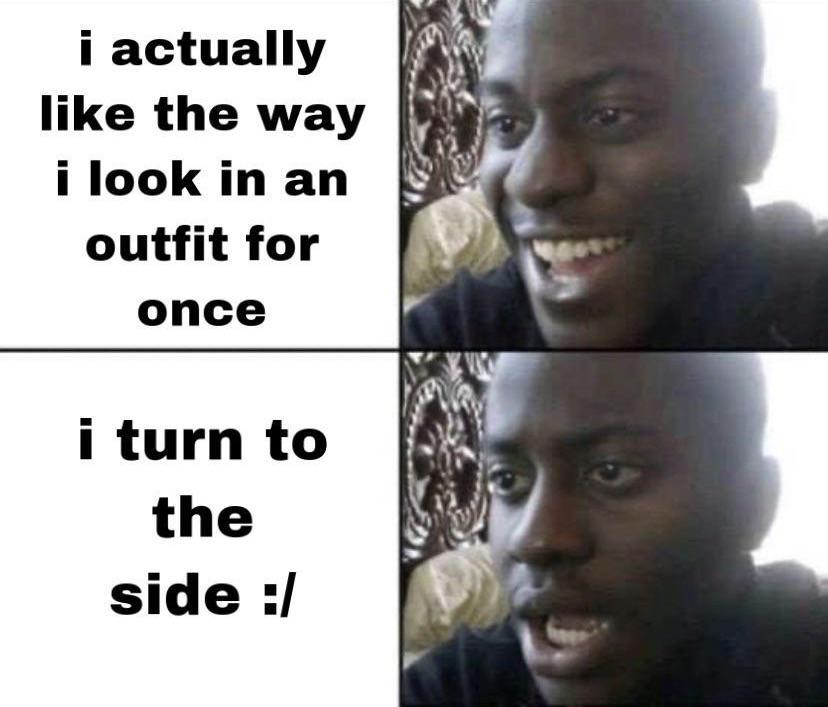 i actually
like the way
i look in an
outfit for
once
i turn to
the
side :/